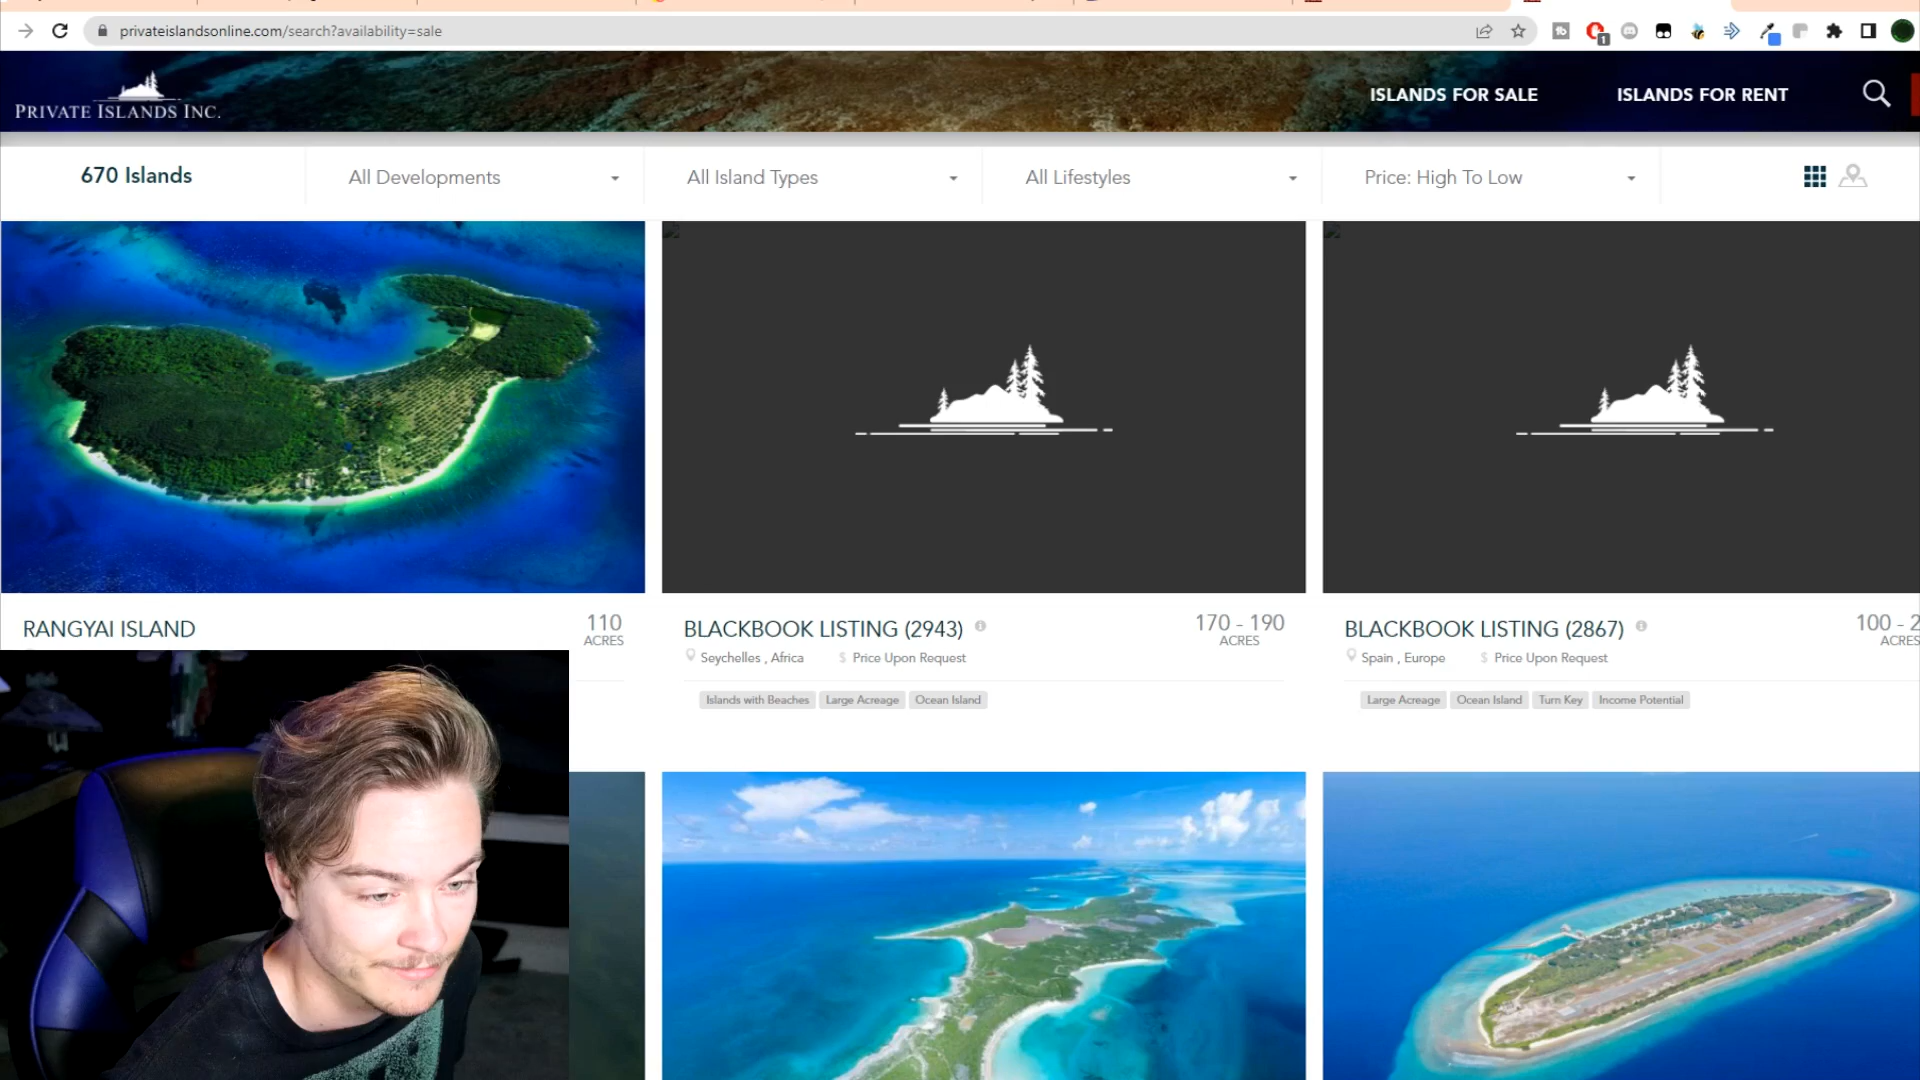 privateislandsonline.com/search?availability=sale
1
PRIVATE ISLANDS INC.
ISLANDS FOR SALE
ISLANDS FOR RENT
670 Islands
All Developments
All Island Types
All Lifestyles
Price: High To Low
RANGYAI ISLAND
110
ACRES
BLACKBOOK LISTING (2943)
170 - 190
ACRES
Seychelles , Africa
$ Price Upon Request
Islands with Beaches
Large Acreage
Ocean Island
BLACKBOOK LISTING (2867)
100 - 2
ACRES
Spain , Europe
$ Price Upon Request
Large Acreage
Ocean Island
Turn Key
Income Potential